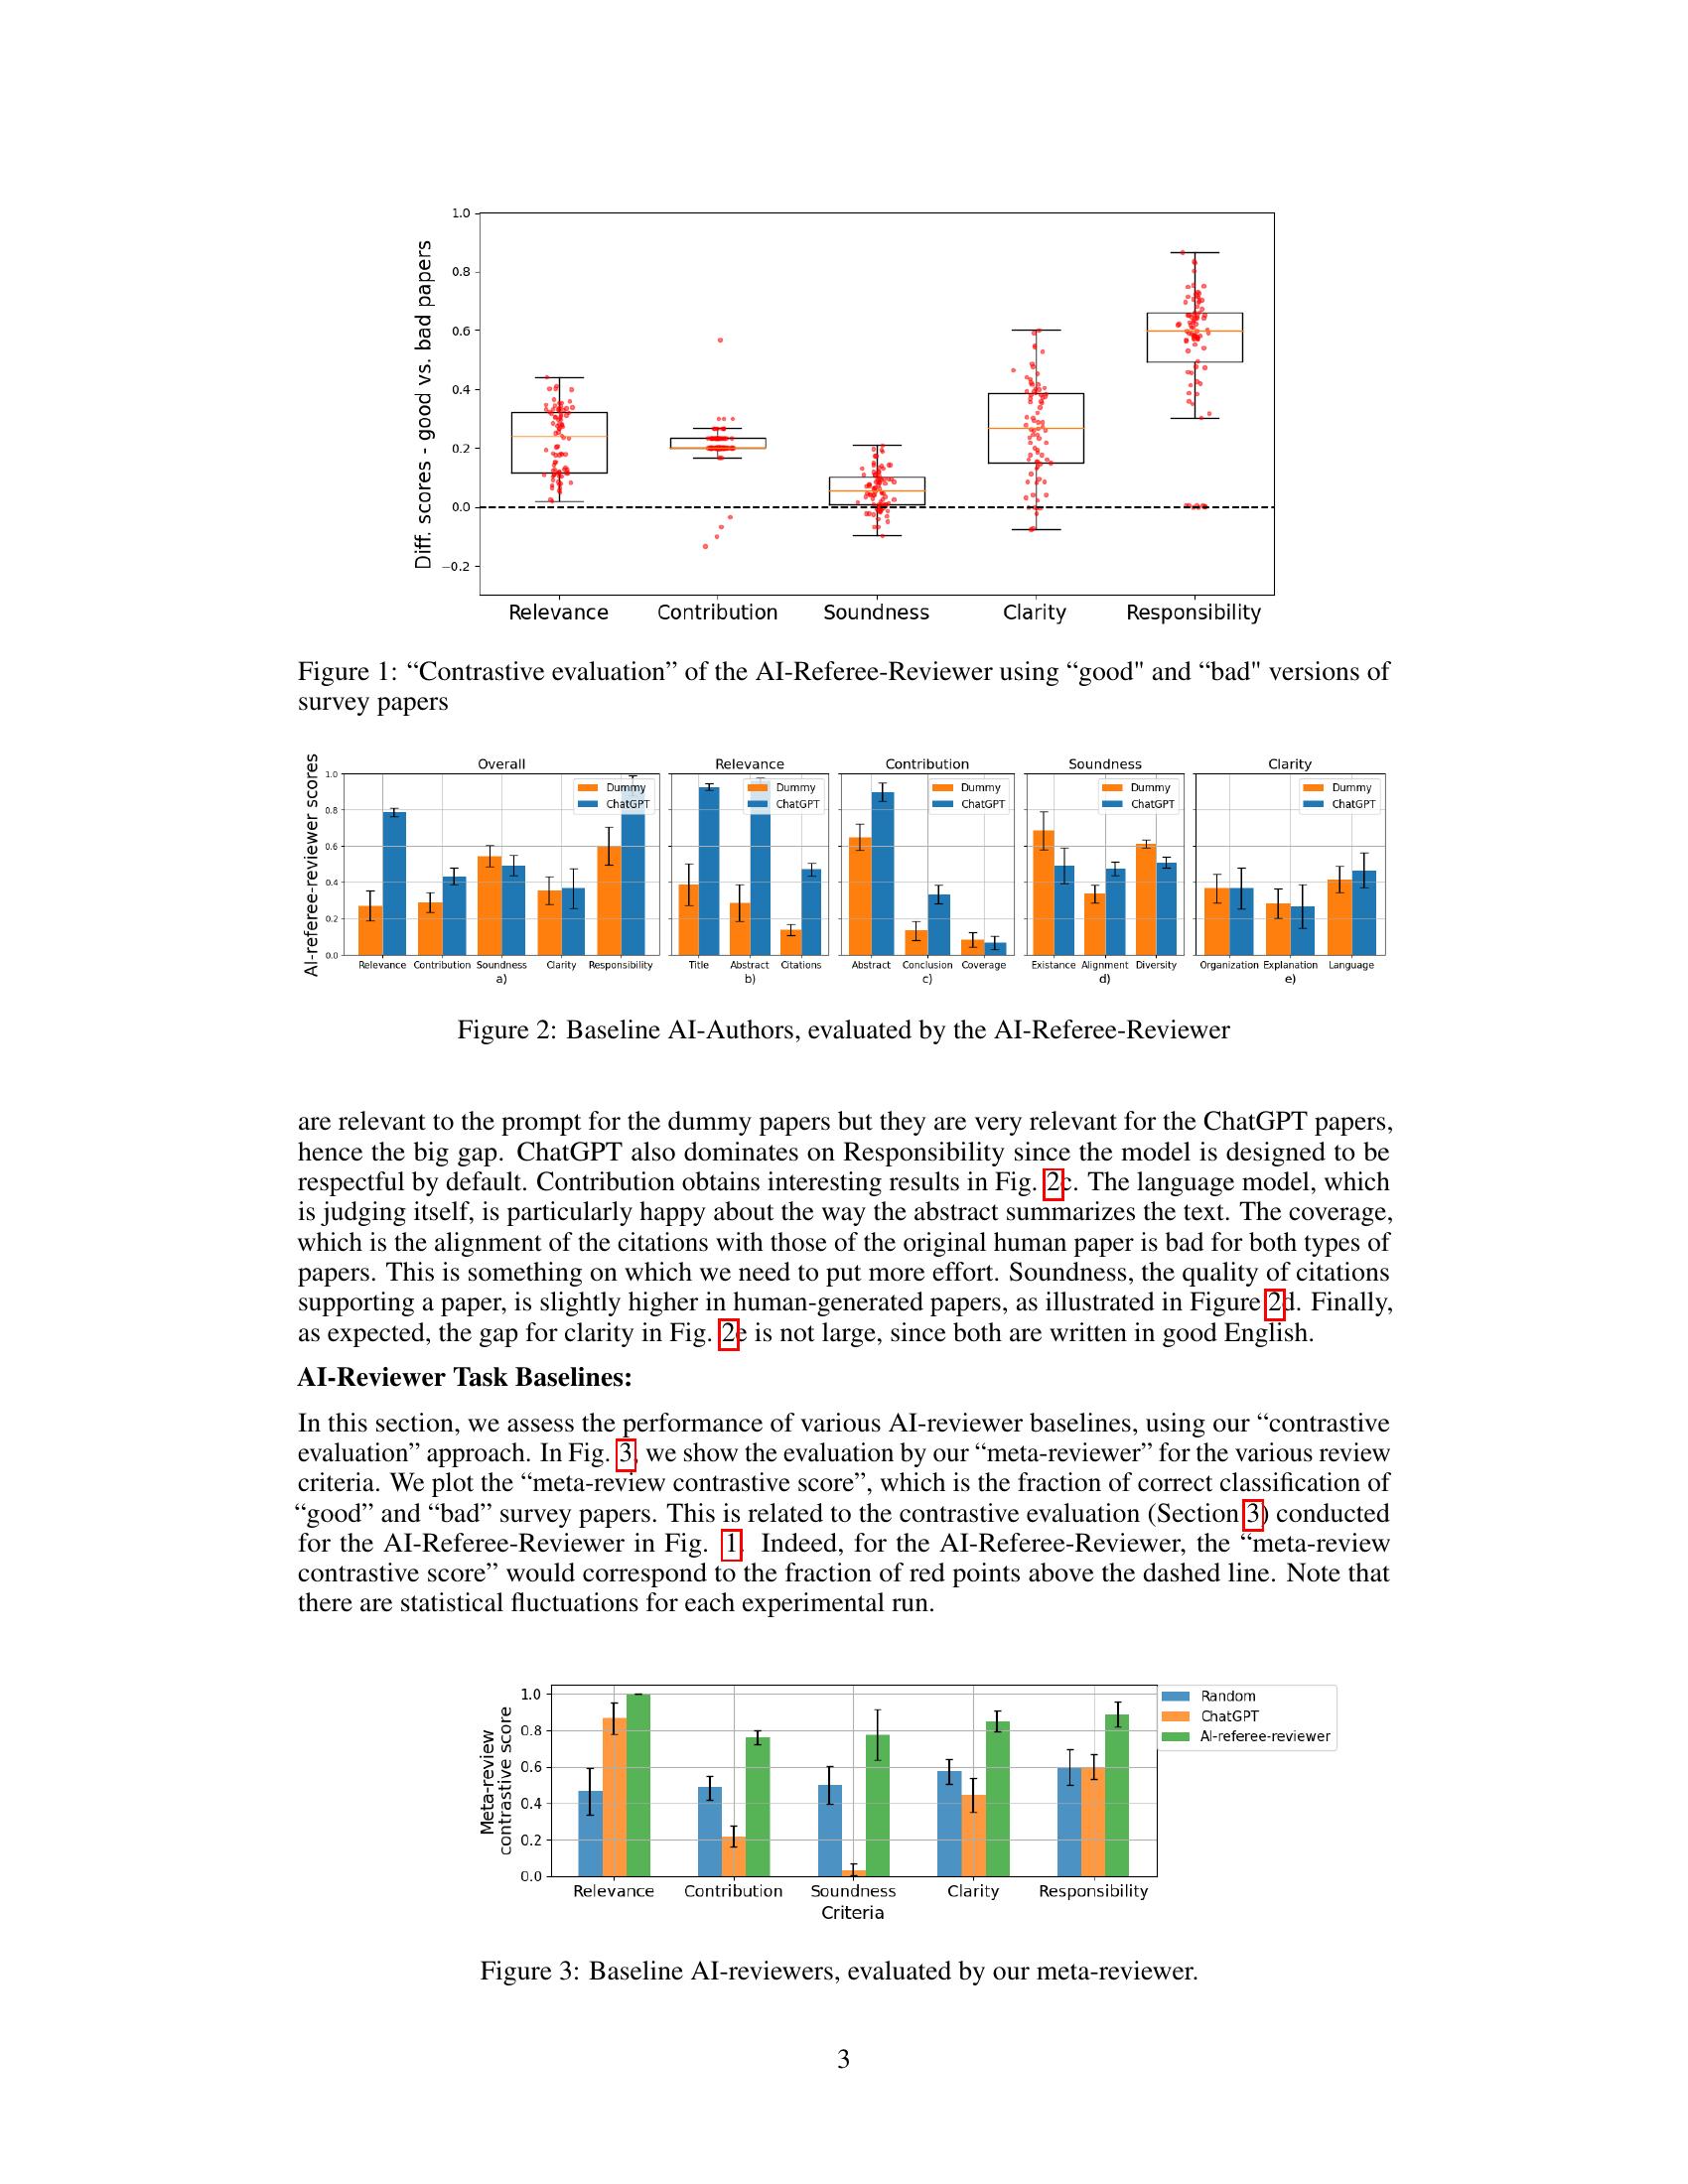 1.0
0.8
0.6
0.4
0.2
0.0
−0.2
Diff. scores - good vs. bad papers
Relevance Contribution Soundness Clarity Responsibility
Figure 1: “Contrastive evaluation” of the AI-Referee-Reviewer using “good" and “bad" versions of
survey papers
AI-referee-reviewer scores
1.0
0.8
0.6
0.4
0.2
0.0
Overall
Dummy
ChatGPT
Relevance Contribution Soundness Clarity Responsibility
a)
Relevance
Dummy
ChatGPT
Title Abstract Citations
b)
Contribution
Dummy
ChatGPT
Abstract Conclusion Coverage
c)
Soundness
Dummy
ChatGPT
Existance Alignment Diversity
d)
Clarity
Dummy
ChatGPT
Organization Explanation Language
e)
Figure 2: Baseline AI-Authors, evaluated by the AI-Referee-Reviewer
are relevant to the prompt for the dummy papers but they are very relevant for the ChatGPT papers,
hence the big gap. ChatGPT also dominates on Responsibility since the model is designed to be
respectful by default. Contribution obtains interesting results in Fig. 2c. The language model, which
is judging itself, is particularly happy about the way the abstract summarizes the text. The coverage,
which is the alignment of the citations with those of the original human paper is bad for both types of
papers. This is something on which we need to put more effort. Soundness, the quality of citations
supporting a paper, is slightly higher in human-generated papers, as illustrated in Figure 2d. Finally,
as expected, the gap for clarity in Fig. 2e is not large, since both are written in good English.
AI-Reviewer Task Baselines:
In this section, we assess the performance of various AI-reviewer baselines, using our “contrastive
evaluation” approach. In Fig. 3, we show the evaluation by our “meta-reviewer” for the various review
criteria. We plot the “meta-review contrastive score”, which is the fraction of correct classification of
“good” and “bad” survey papers. This is related to the contrastive evaluation (Section 3) conducted
for the AI-Referee-Reviewer in Fig. 1. Indeed, for the AI-Referee-Reviewer, the “meta-review
contrastive score” would correspond to the fraction of red points above the dashed line. Note that
there are statistical fluctuations for each experimental run.
Meta-review
contrastive score
1.0
0.8
0.6
0.4
0.2
0.0
Random
ChatGPT
AI-referee-reviewer
Relevance Contribution Soundness Clarity Responsibility
Criteria
Figure 3: Baseline AI-reviewers, evaluated by our meta-reviewer.
3